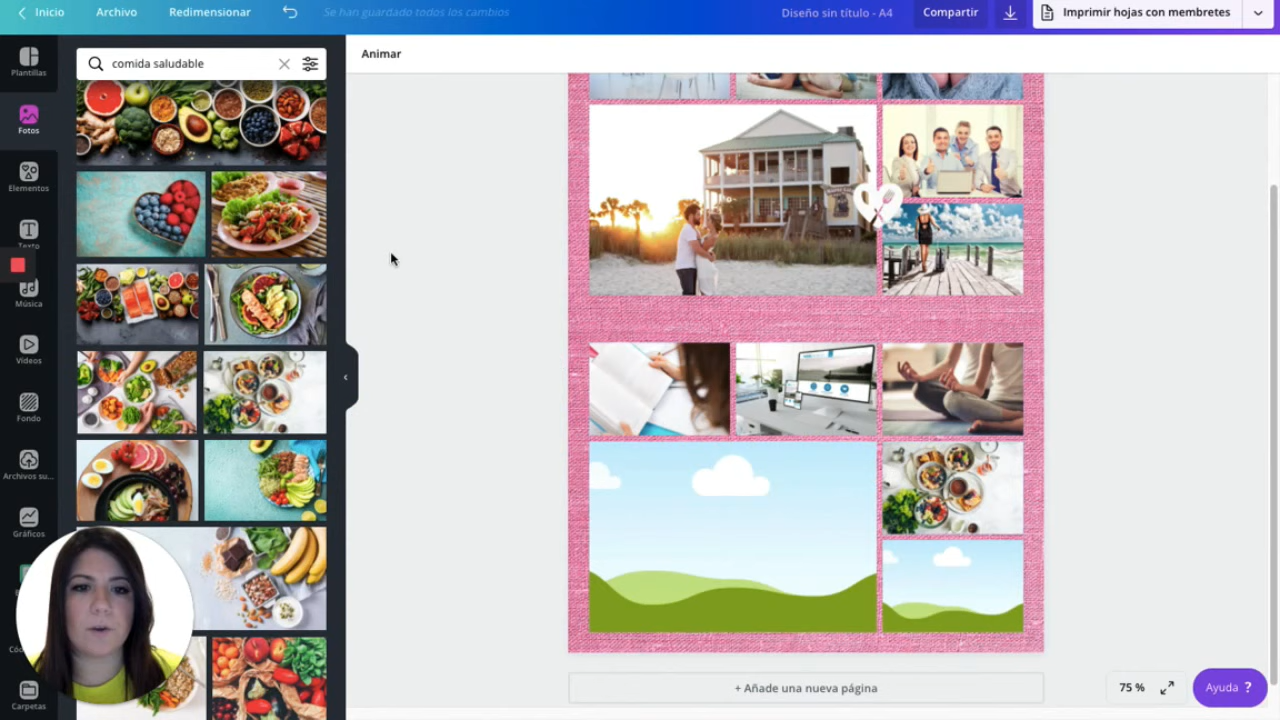 Inicio
Archivo
Redimensionar
Se han guardado todos los cambios
Diseño sin título - A4
Compartir
Imprimir hojas con membretes
Plantillas
comida saludable
Animar
Fotos
Elementos
Texto
Música
Vídeos
Fondo
Archivos su...
Gráficos
Carpetas
+ Añade una nueva página
75 %
Ayuda ?